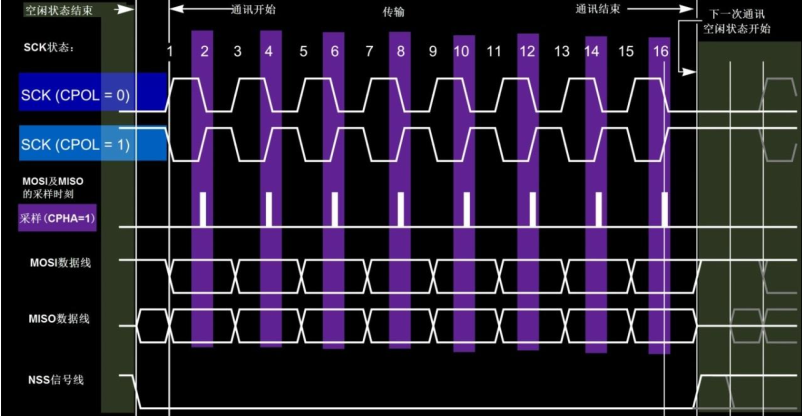 空闲状态结束
通讯开始
传输
通讯结束
下一次通讯
空闲状态开始
SCK状态:
1 2 3 4 5 6 7 8 9 10 11 12 13 14 15 16
SCK (CPOL = 0)
SCK (CPOL = 1)
MOSI及MISO
的采样时刻
采样(CPHA=1)
MOSI数据线
MISO数据线
NSS信号线